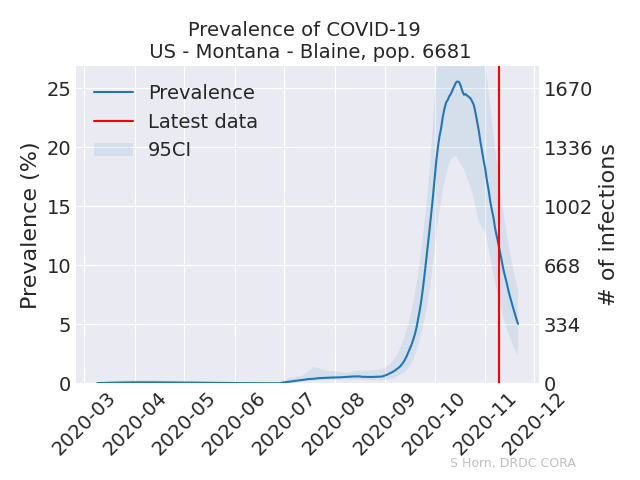 Prevalence of COVID-19
US - Montana - Blaine, pop. 6681
Prevalence
Latest data
95CI
Prevalence (%)
25
20
15
10
5
0
1670
1336
1002
668
334
0
# of infections
2020-03
2020-04
2020-05
2020-06
2020-07
2020-08
2020-09
2020-10
2020-11
2020-12
S Horn, DRDC CORA